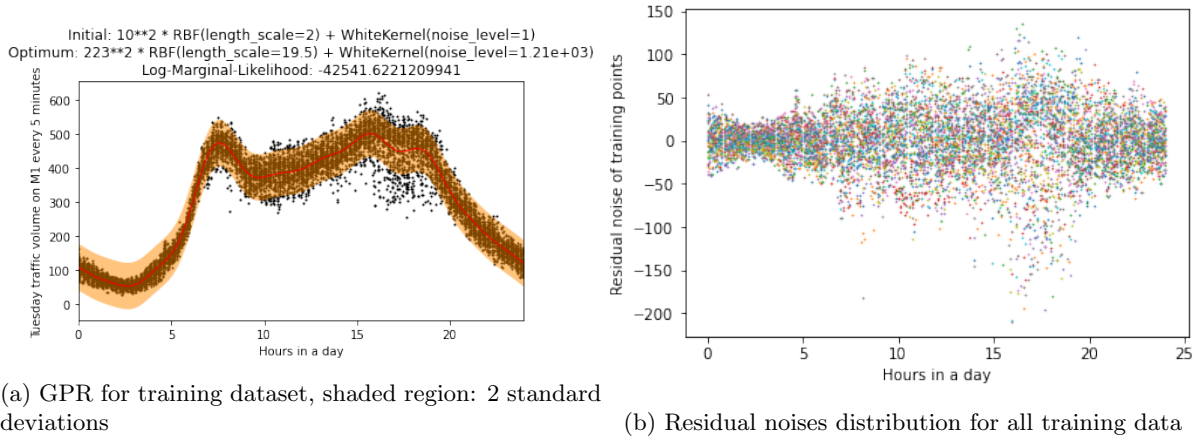 Initial: 10**2 * RBF(length_scale=2) + WhiteKernel(noise_level=1)
Optimum: 223**2 * RBF(length_scale=19.5) + WhiteKernel(noise_level=1.21e+03)
Log-Marginal-Likelihood: -42541.6221209941
Tuesday traffic volume on M1 every 5 minutes
600
500
400
300
200
100
0
0 5 10 15 20
Hours in a day
(a) GPR for training dataset, shaded region: 2 standard
deviations
Residual noise of training points
150
100
50
0
−50
−100
−150
−200
0 5 10 15 20 25
Hours in a day
(b) Residual noises distribution for all training data